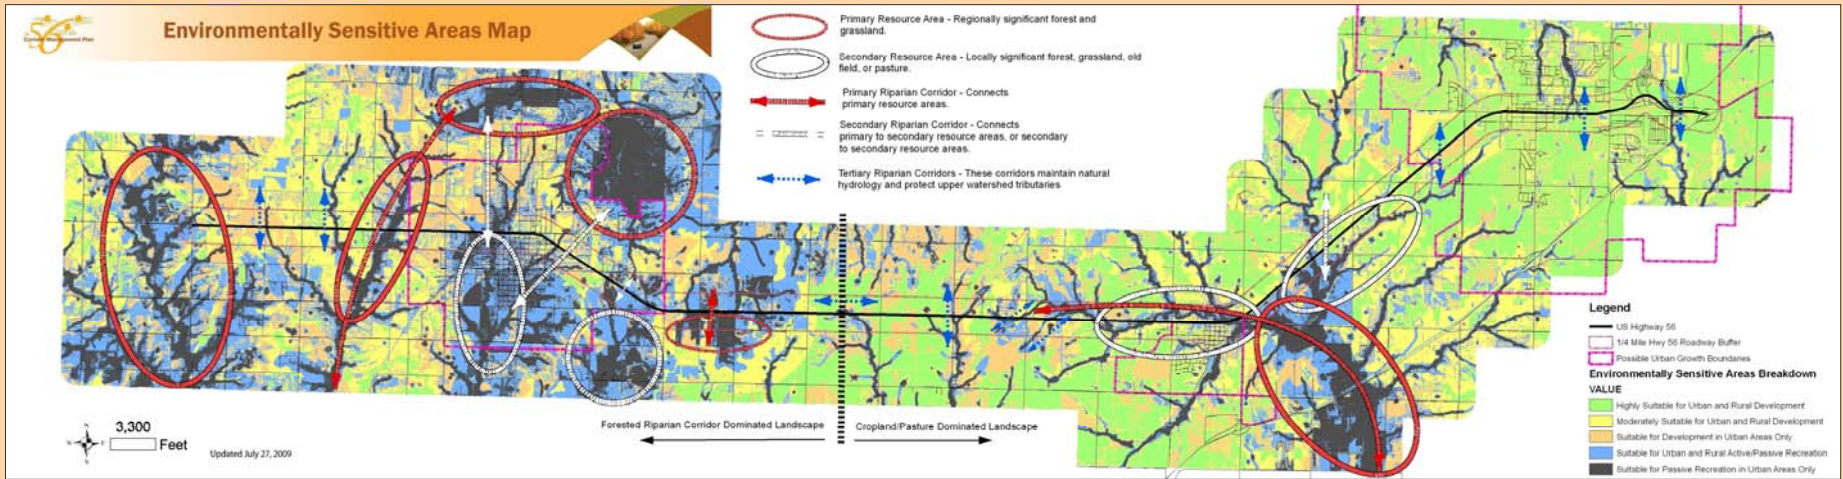 56
Corridor Management Plan
Environmentally Sensitive Areas Map
Primary Resource Area - Regionally significant forest and
grassland.
Secondary Resource Area - Locally significant forest, grassland, old
field, or pasture.
Primary Riparian Corridor - Connects
primary resource areas.
Secondary Riparian Corridor - Connects
primary to secondary resource areas, or secondary
to secondary resource areas.
Tertiary Riparian Corridors - These corridors maintain natural
hydrology and protect upper watershed tributaries
Legend
US Highway 56
1/4 Mile Hwy 56 Roadway Buffer
Possible Urban Growth Boundaries
Environmentally Sensitive Areas Breakdown
VALUE
Highly Suitable for Urban and Rural Development
Moderately Suitable for Urban and Rural Development
Suitable for Development in Urban Areas Only
Suitable for Urban and Rural Active/Passive Recreation
Suitable for Passive Recreation in Urban Areas Only
Forested Riparian Corridor Dominated Landscape
Cropland/Pasture Dominated Landscape
N
W E
S
3,300
Feet
Updated July 27, 2009